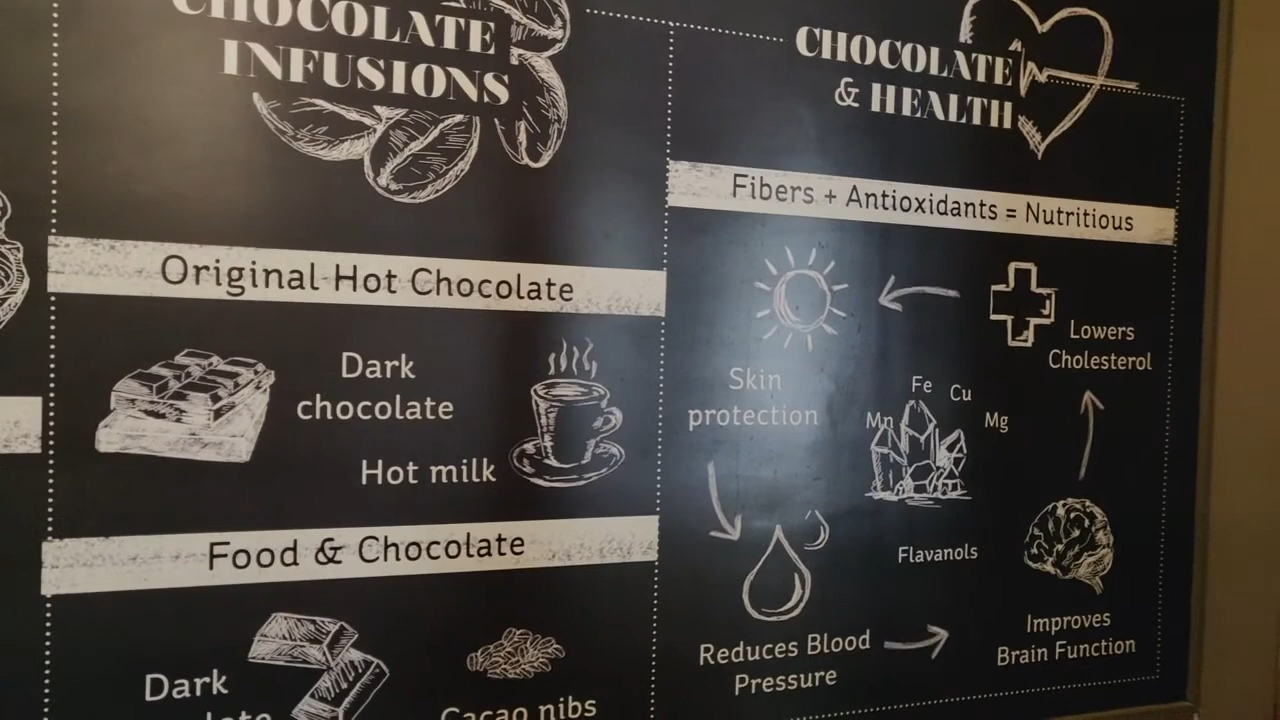 CHOCOLATE
INFUSIONS
Original Hot Chocolate
Dark
chocolate
Hot milk
Food & Chocolate
Dark
Cacao nibs
CHOCOLATE
& HEALTH
Fibers + Antioxidants = Nutritious
Lowers
Cholesterol
Skin
protection
Fe
Cu
Mn
Mg
Flavanols
Reduces Blood
Pressure
Improves
Brain Function